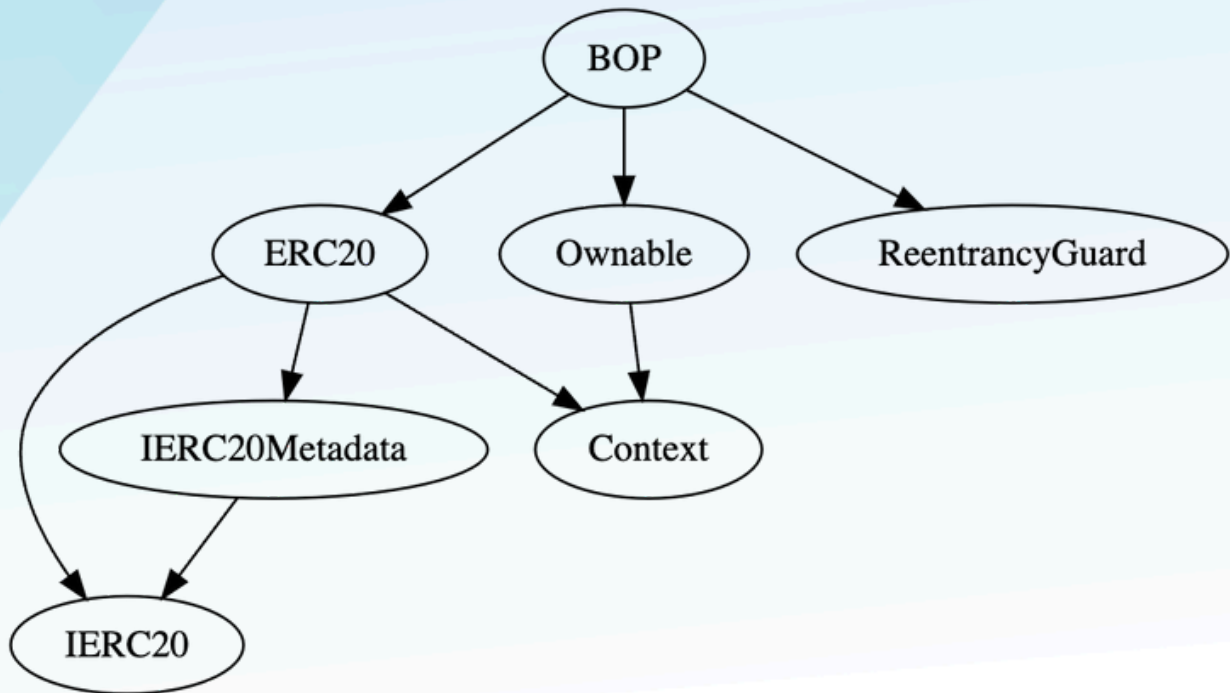 BOP
ERC20
Ownable
ReentrancyGuard
IERC20Metadata
Context
IERC20